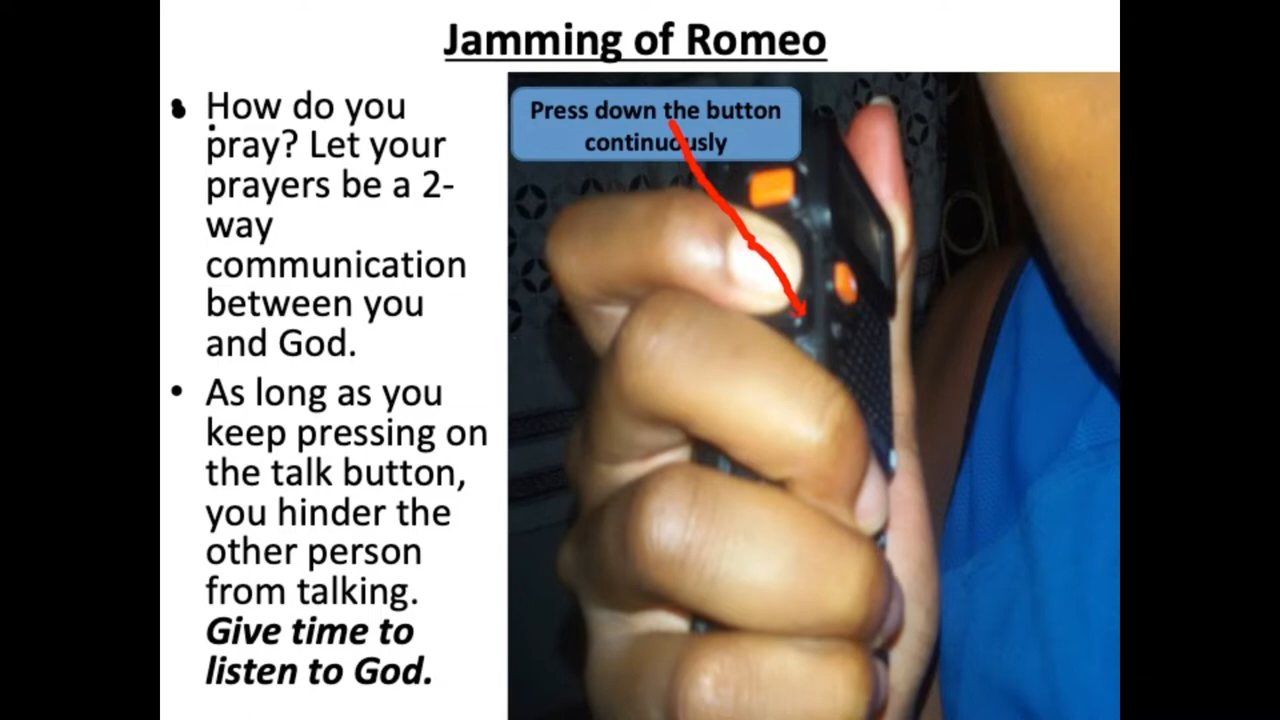 Jamming of Romeo
• How do you
pray? Let your
prayers be a 2-
way
communication
between you
and God.
• As long as you
keep pressing on
the talk button,
you hinder the
other person
from talking.
Give time to
listen to God.
Press down the button
continuously